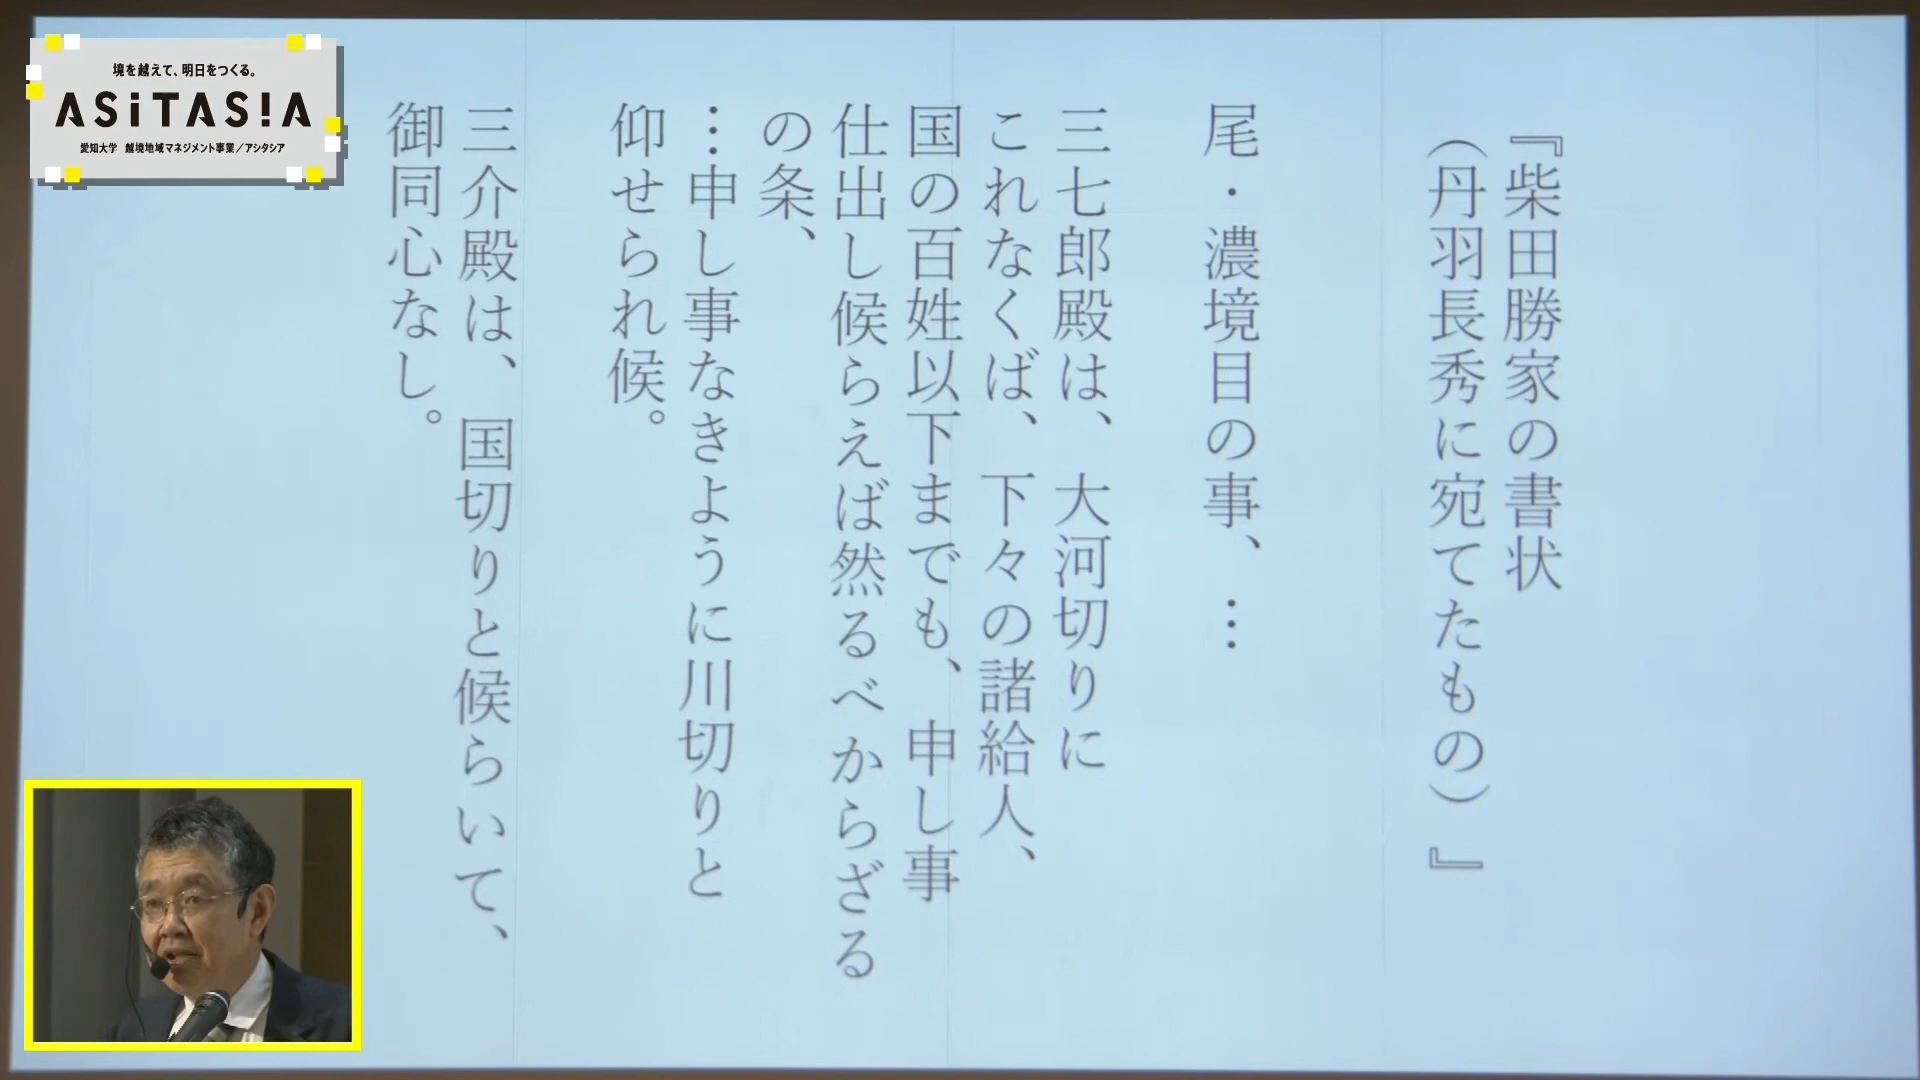 境を越えて、明日をつくる。
ASiTAS!A
愛知大学 越境地域マネジメント事業/アシタシア
『柴田勝家の書状
(丹羽長秀に宛てたもの)』
尾・濃境目の事、…
三七郎殿は、大河切りに
これなくば、下々の諸給人、
国の百姓以下までも、申し事
仕出し候らえば然るべからざる
の条、
…申し事なきように川切りと
仰せられ候。
三介殿は、国切りと候らいて、
御同心なし。